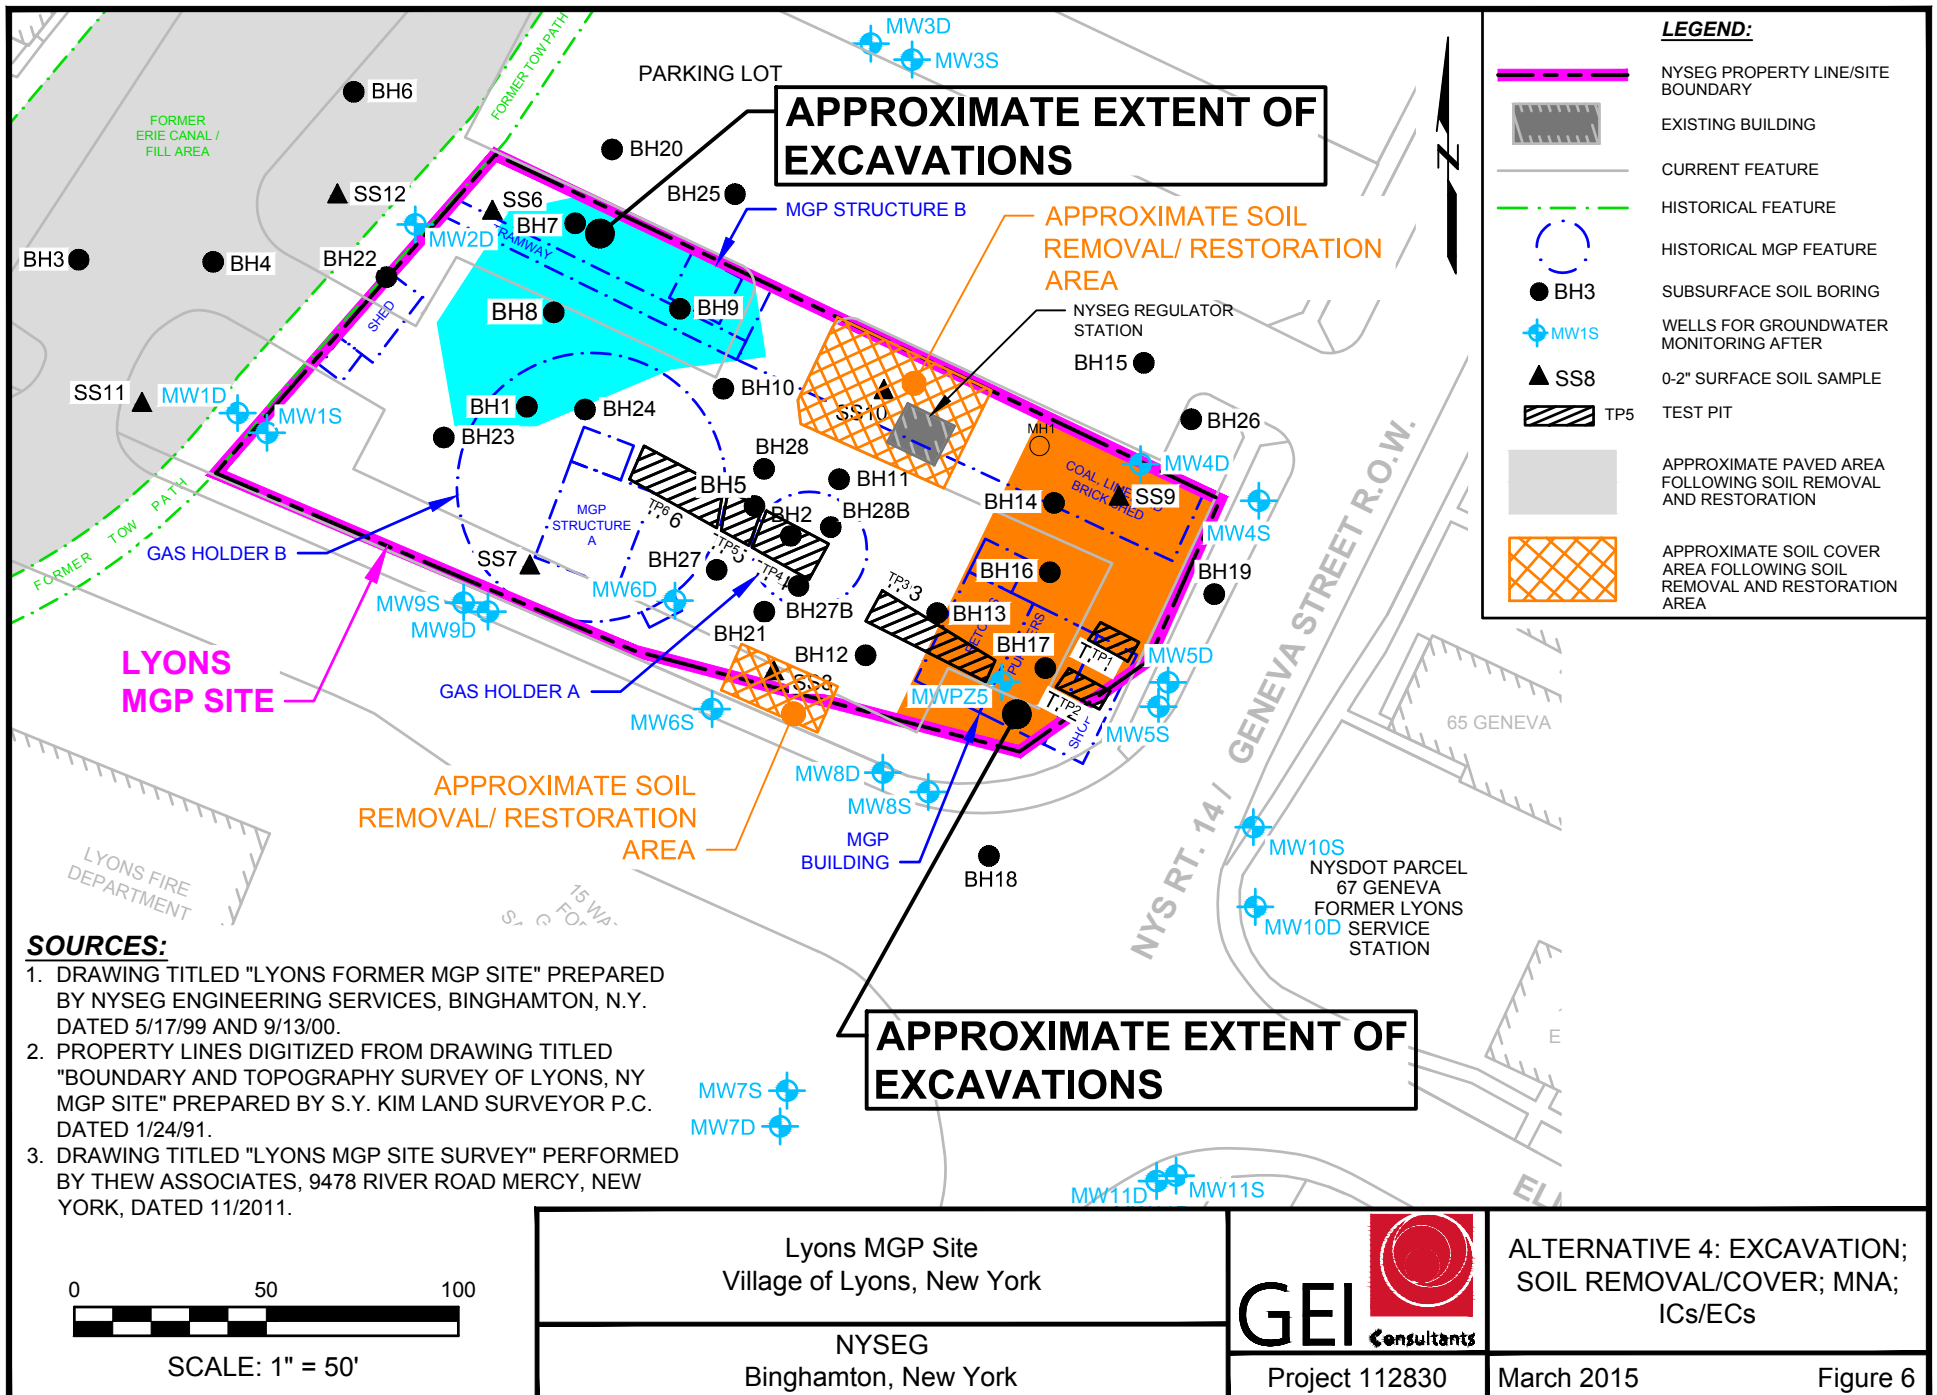 LEGEND:
NYSEG PROPERTY LINE/SITE
BOUNDARY
EXISTING BUILDING
CURRENT FEATURE
HISTORICAL FEATURE
HISTORICAL MGP FEATURE
BH3
SUBSURFACE SOIL BORING
MW1S
WELLS FOR GROUNDWATER
MONITORING AFTER
SS8
0-2" SURFACE SOIL SAMPLE
TP5
TEST PIT
APPROXIMATE PAVED AREA
FOLLOWING SOIL REMOVAL
AND RESTORATION
APPROXIMATE SOIL COVER
AREA FOLLOWING SOIL
REMOVAL AND RESTORATION
AREA
N
MW3D
MW3S
PARKING LOT
APPROXIMATE EXTENT OF
EXCAVATIONS
FORMER TOW PATH
BH6
FORMER
ERIE CANAL /
FILL AREA
BH20
BH25
SS12
SS6
BH7
MGP STRUCTURE B
APPROXIMATE SOIL
REMOVAL/ RESTORATION
AREA
MW2D
BH3
BH4
BH22
SHED
BH8
BH9
NYSEG REGULATOR
STATION
BH15
SS11
MW1D
MW1S
BH1
BH24
BH10
SS10
BH23
BH26
MH1
MW4D
BH28
BH11
BH5
BH14
SS9
BH2
BH28B
MW4S
MGP
STRUCTURE
A
TP6
TP5
TP4
GAS HOLDER B
SS7
BH27
BH16
BH19
FORMER TOW PATH
MW9S
MW9D
MW6D
BH27B
TP3
BH13
BH21
BH12
BH17
TP1
MW5D
LYONS
MGP SITE
GAS HOLDER A
SS8
MWPZ5
TP2
MW5S
MW6S
65 GENEVA
NYS RT. 14 / GENEVA STREET R.O.W.
APPROXIMATE SOIL
REMOVAL/ RESTORATION
AREA
MW8D
MW8S
MGP
BUILDING
BH18
MW10S
NYSDOT PARCEL
67 GENEVA
FORMER LYONS
SERVICE
STATION
MW10D
LYONS FIRE
DEPARTMENT
APPROXIMATE EXTENT OF
EXCAVATIONS
MW7S
MW7D
MW11D
MW11S
SOURCES:
1. DRAWING TITLED "LYONS FORMER MGP SITE" PREPARED
BY NYSEG ENGINEERING SERVICES, BINGHAMTON, N.Y.
DATED 5/17/99 AND 9/13/00.
2. PROPERTY LINES DIGITIZED FROM DRAWING TITLED
"BOUNDARY AND TOPOGRAPHY SURVEY OF LYONS, NY
MGP SITE" PREPARED BY S.Y. KIM LAND SURVEYOR P.C.
DATED 1/24/91.
3. DRAWING TITLED "LYONS MGP SITE SURVEY" PERFORMED
BY THEW ASSOCIATES, 9478 RIVER ROAD MERCY, NEW
YORK, DATED 11/2011.
0 50 100
SCALE: 1" = 50'
Lyons MGP Site
Village of Lyons, New York
NYSEG
Binghamton, New York
GEI Consultants
Project 112830
ALTERNATIVE 4: EXCAVATION;
SOIL REMOVAL/COVER; MNA;
ICs/ECs
March 2015
Figure 6